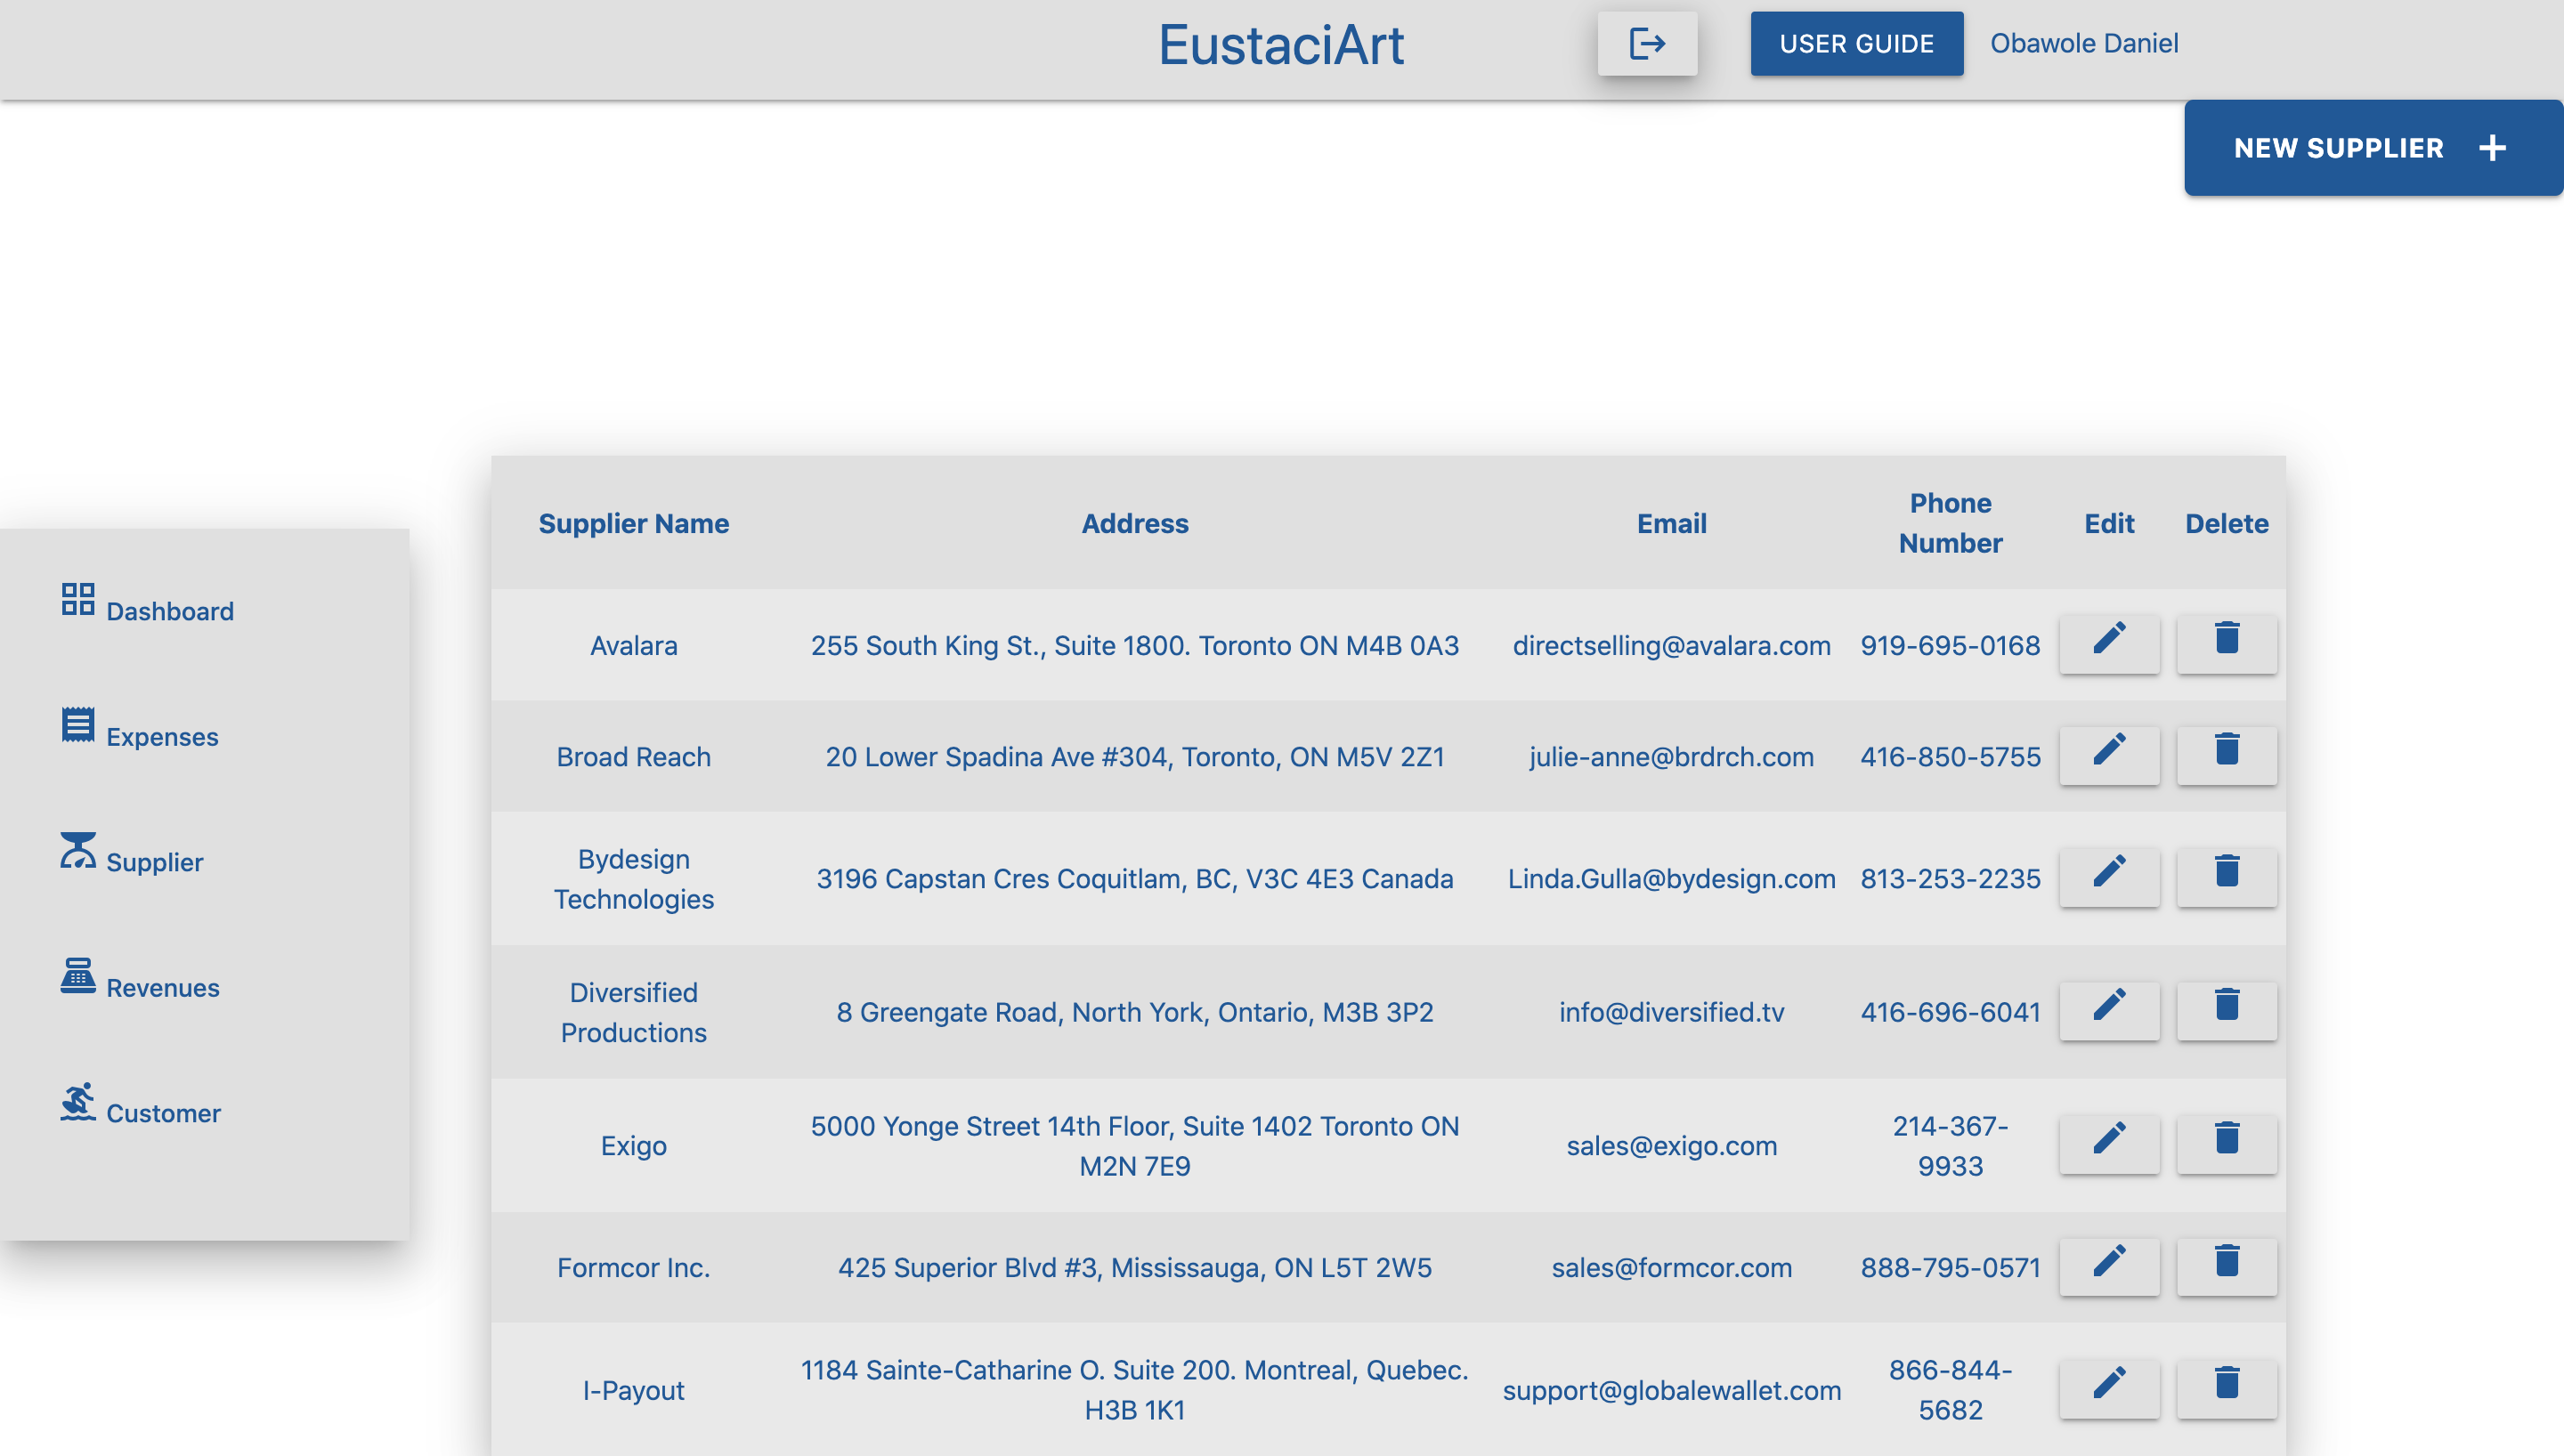 EustaciArt
USER GUIDE
Obawole Daniel
NEW SUPPLIER +
Dashboard
Expenses
Supplier
Revenues
Customer
Supplier Name Address Email Phone Number Edit Delete
Avalara 255 South King St., Suite 1800. Toronto ON M4B 0A3 directselling@avalara.com 919-695-0168
Broad Reach 20 Lower Spadina Ave #304, Toronto, ON M5V 2Z1 julie-anne@brdrch.com 416-850-5755
Bydesign Technologies 3196 Capstan Cres Coquitlam, BC, V3C 4E3 Canada Linda.Gulla@bydesign.com 813-253-2235
Diversified Productions 8 Greengate Road, North York, Ontario, M3B 3P2 info@diversified.tv 416-696-6041
Exigo 5000 Yonge Street 14th Floor, Suite 1402 Toronto ON M2N 7E9 sales@exigo.com 214-367-9933
Formcor Inc. 425 Superior Blvd #3, Mississauga, ON L5T 2W5 sales@formcor.com 888-795-0571
I-Payout 1184 Sainte-Catharine O. Suite 200. Montreal, Quebec. H3B 1K1 support@globalewallet.com 866-844-5682